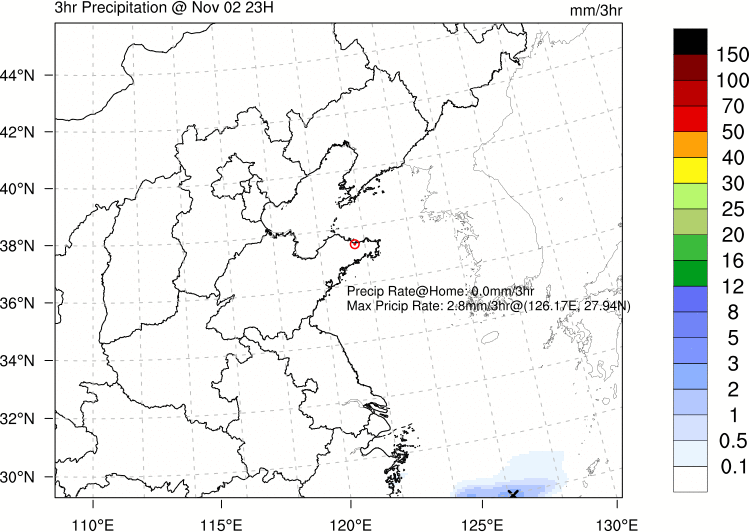 3hr Precipitation @ Nov 02 23H
mm/3hr
150
100
70
50
40
30
25
20
16
12
8
5
3
2
1
0.5
0.1
44°N
42°N
40°N
38°N
36°N
34°N
32°N
30°N
Precip Rate@Home: 0.0mm/3hr
Max Pricip Rate: 2.8mm/3hr@(126.17E, 27.94N)
110°E
115°E
120°E
125°E
130°E